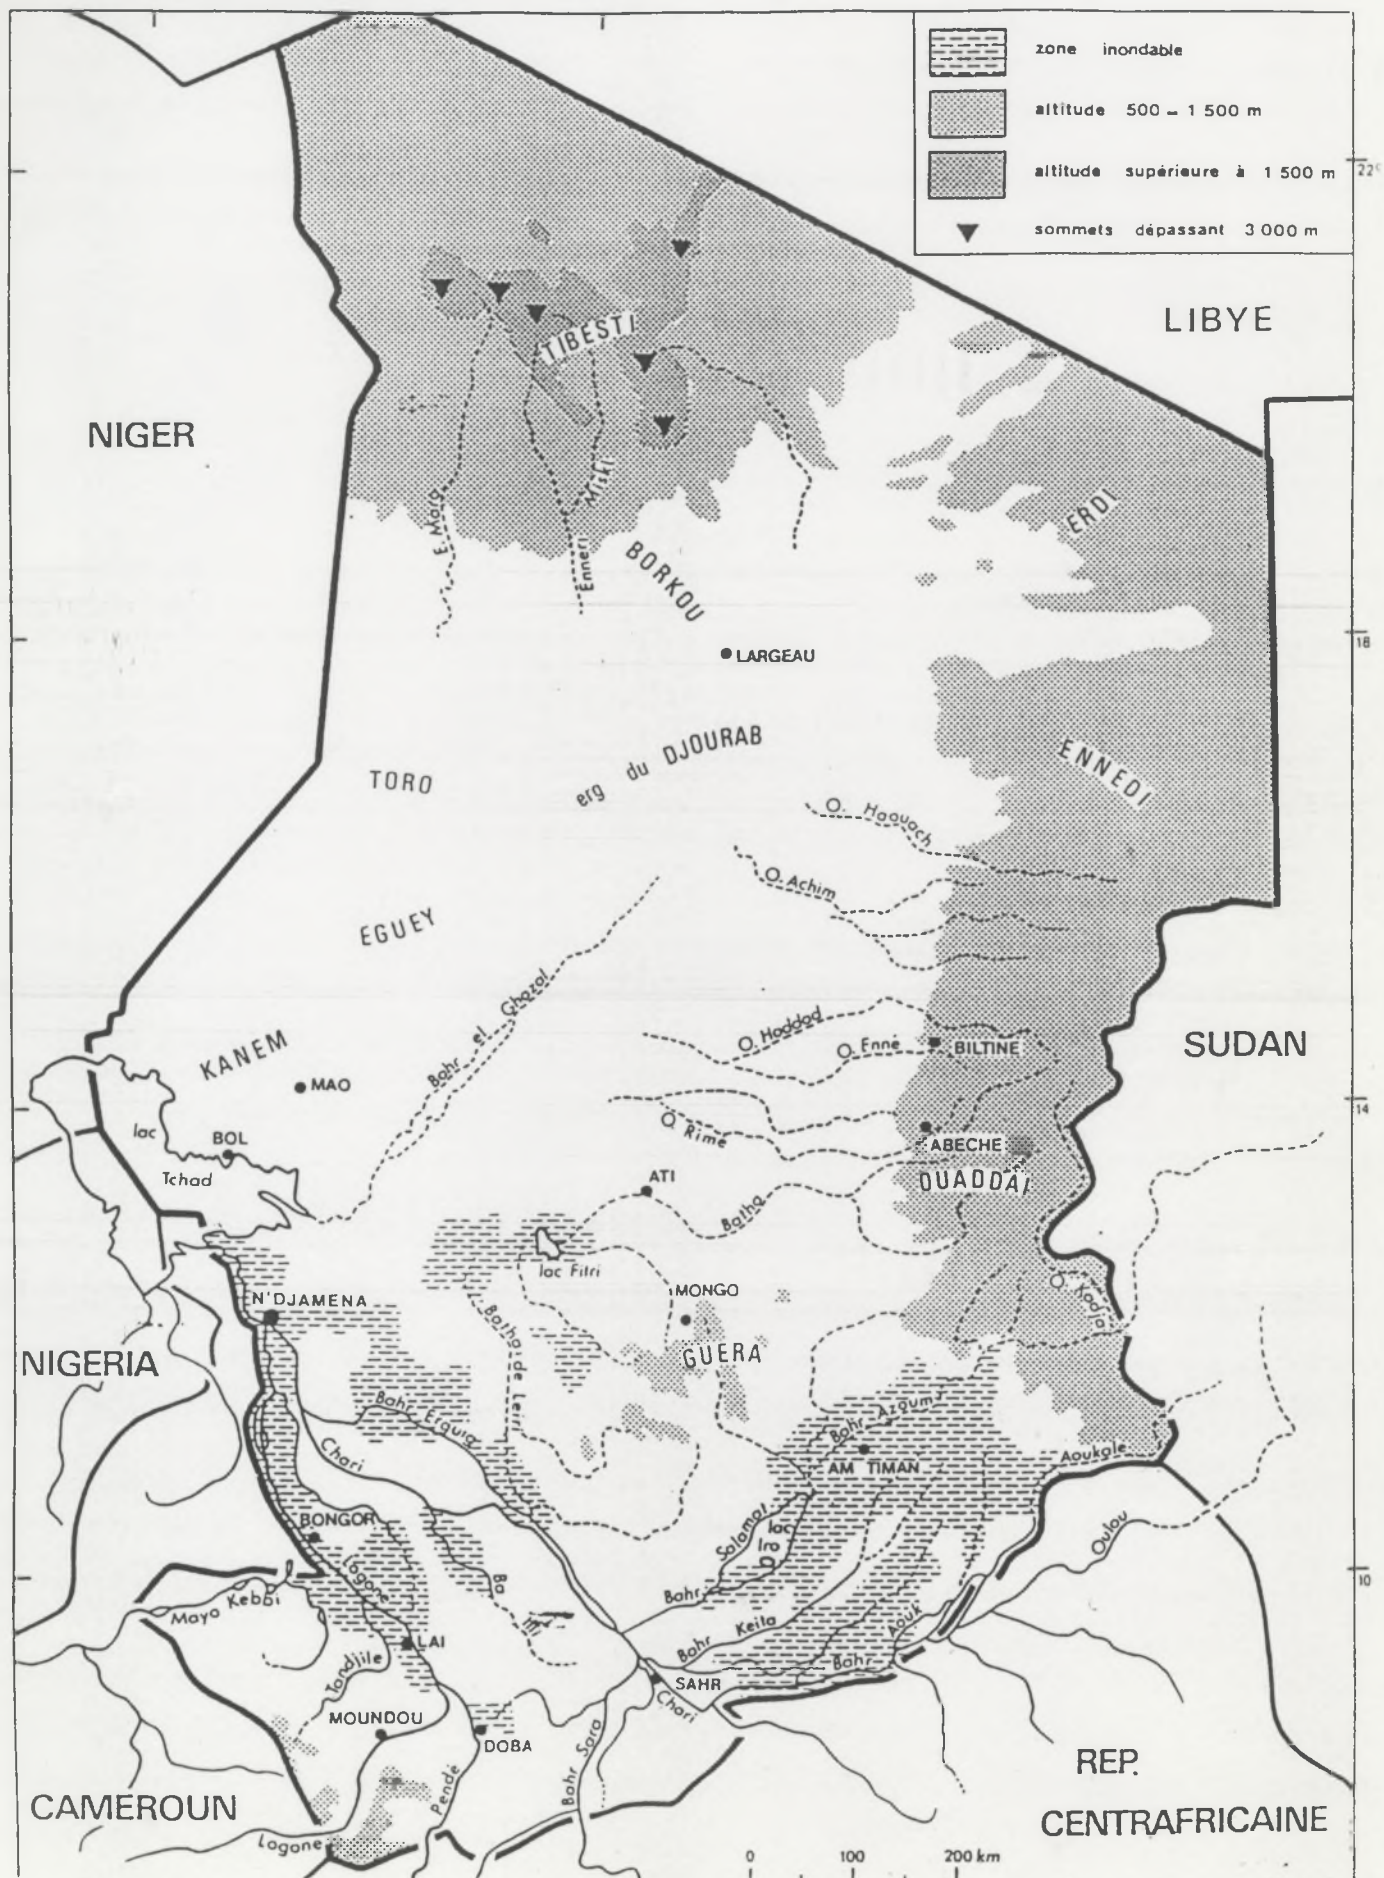 zone inondable
altitude 500 – 1 500 m
altitude supérieure à 1 500 m
22°
sommets dépassant 3 000 m
LIBYE
TIBESTI
NIGER
ERDI
E. Maro
Miski
Enneri
BORKOU
18
LARGEAU
erg du DJOURAB
ENNEDI
TORO
O. Haouach
O. Achim
EGUEY
Bahr el Ghazal
O. Haddad
KANEM
O. Enné
BILTINE
SUDAN
MAO
14
lac
Tchad
BOL
O. Rime
ABECHE
OUADDAI
ATI
Batha
lac Fitri
O. Kadja
MONGO
N'DJAMENA
Batha de Leiri
GUERA
NIGERIA
Bahr Erguig
Bahr Azoum
Chari
AM TIMAN
Aoukale
BONGOR
Salamat
lac
Iro
Oulou
Logone
Ba
10
Mayo Kebbi
Bahr
Bahr Keita
Aouk
LAI
Bahr
Tandjile
SAHR
Chari
MOUNDOU
DOBA
Bahr Sara
Pendé
REP.
CAMEROUN
CENTRAFRICAINE
Logone
0 100 200 km